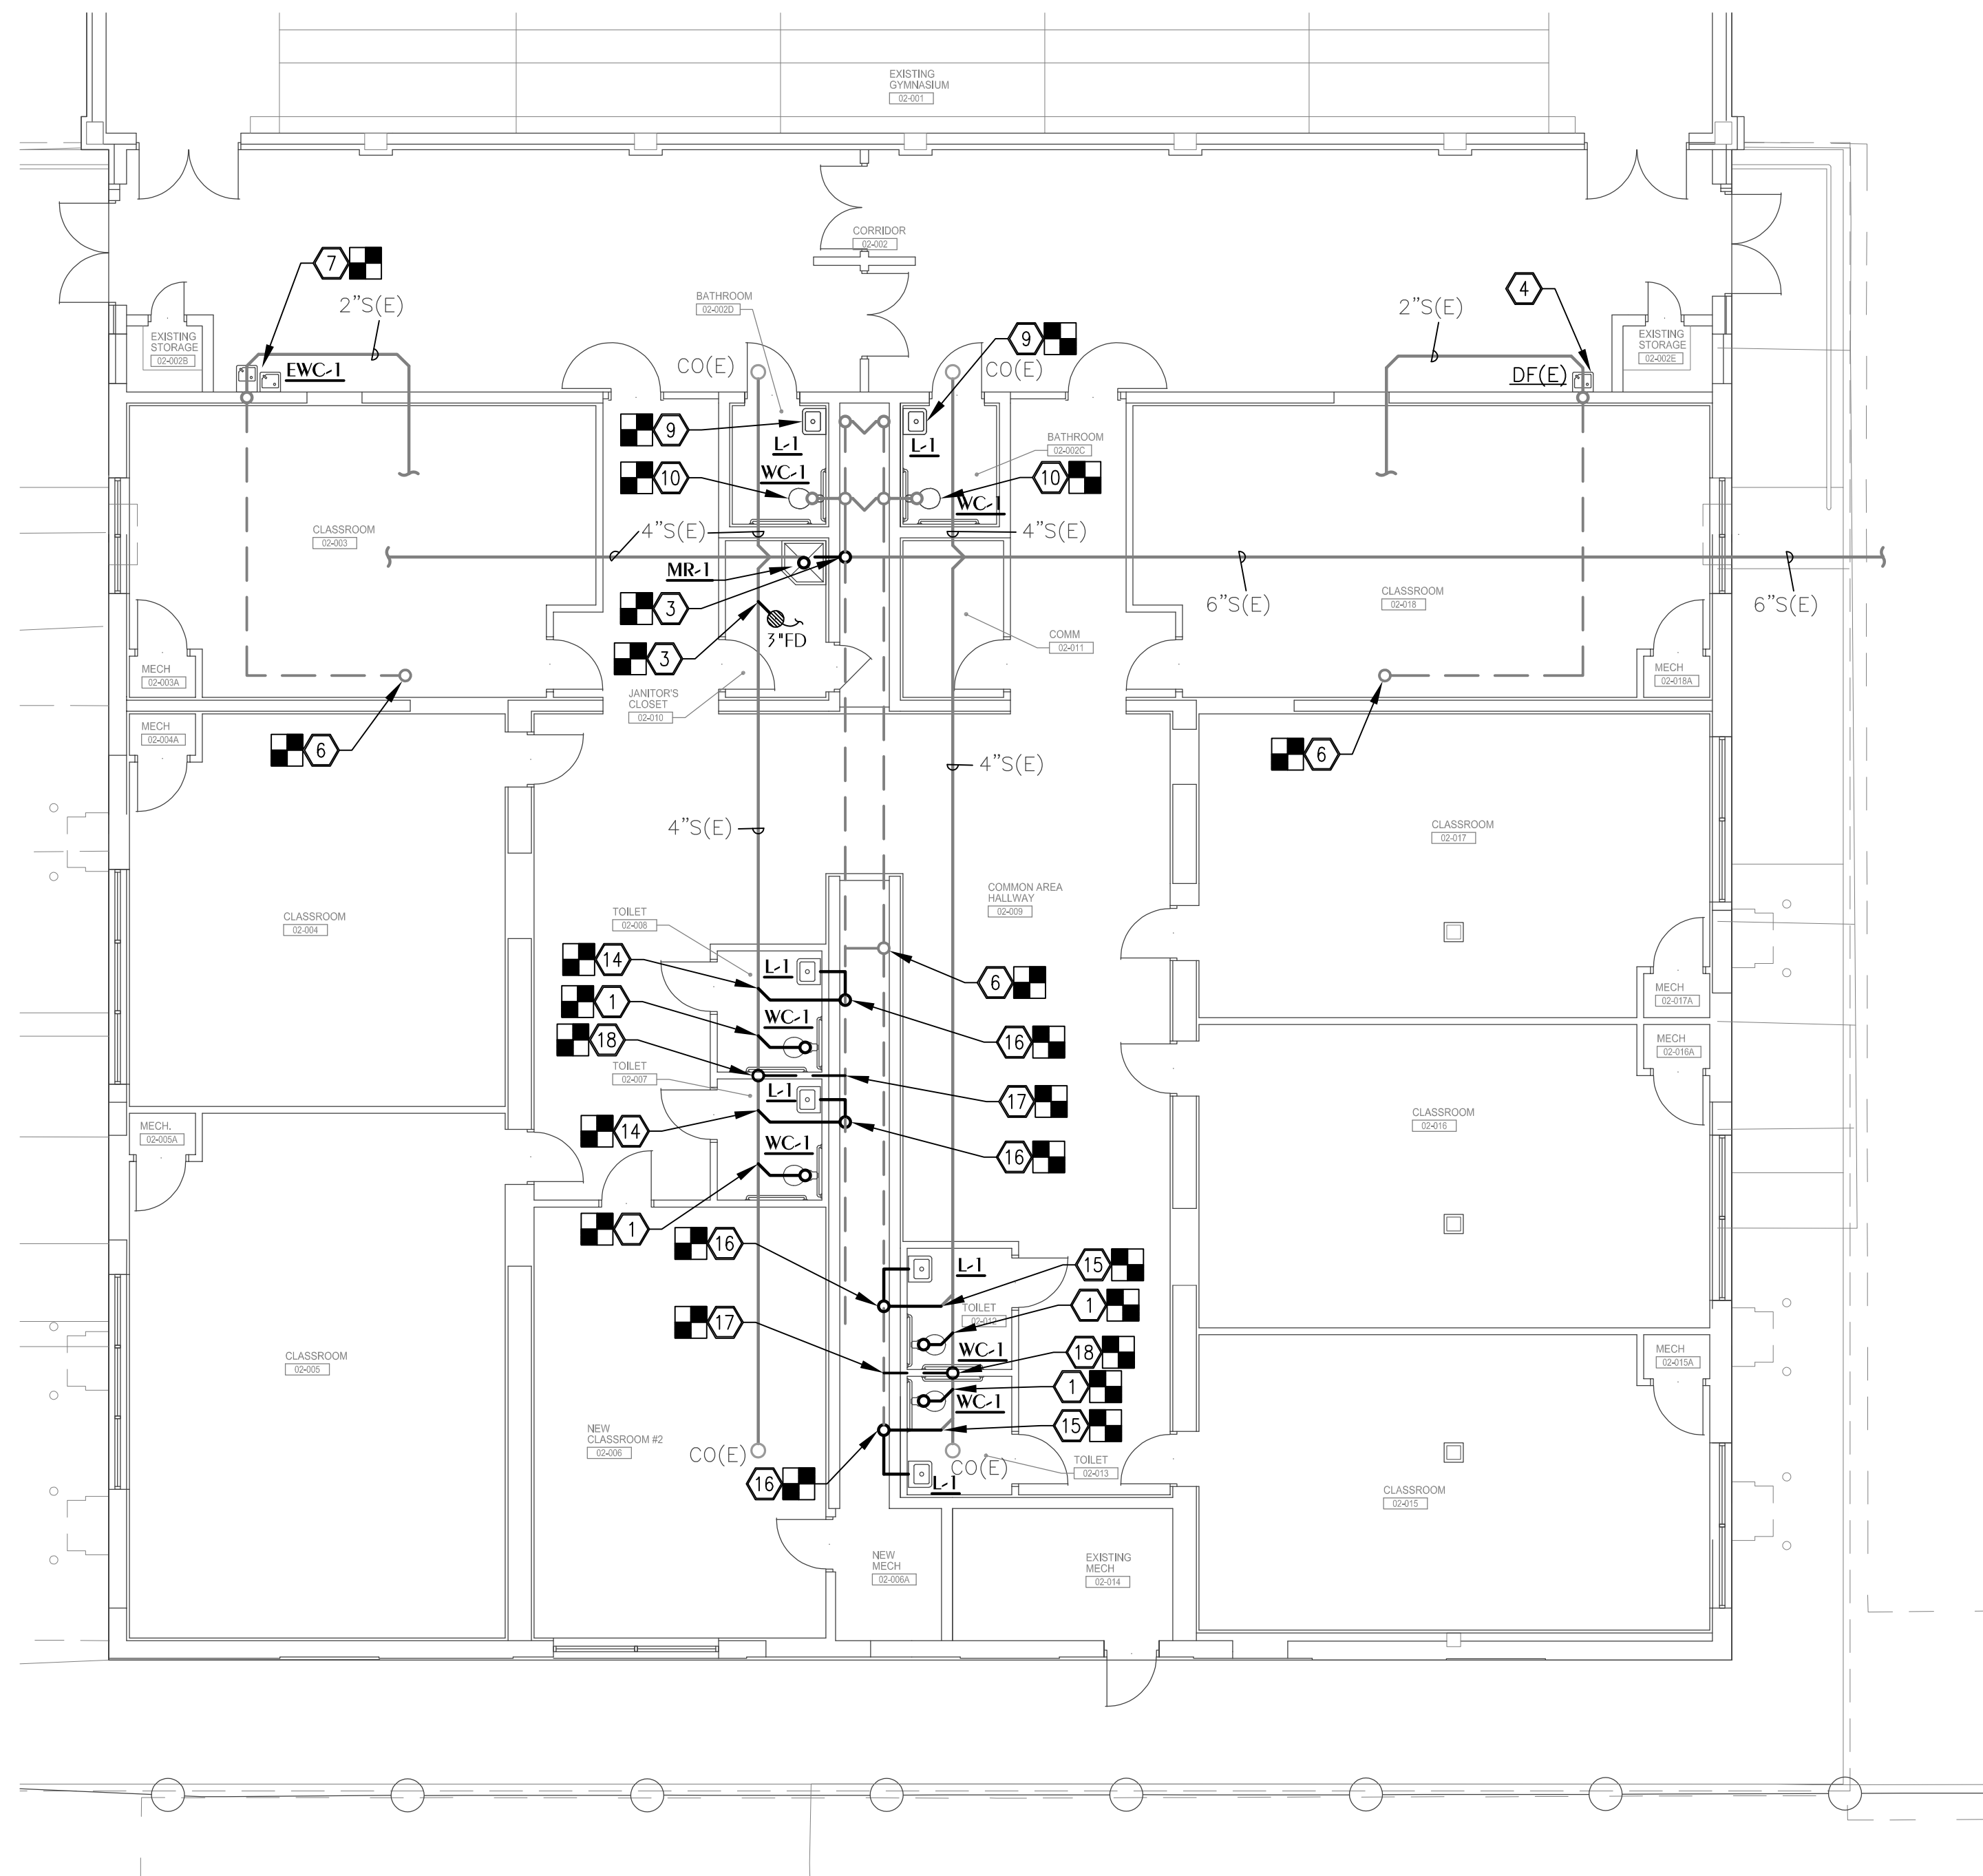 EXISTING
GYMNASIUM
02-001
CORRIDOR
02-002
7
2"S(E)
BATHROOM
02-002D
4
2"S(E)
EXISTING
STORAGE
02-002B
EWC-1
CO(E)
9
CO(E)
DF(E)
EXISTING
STORAGE
02-002E
9
L-1
L-1
BATHROOM
02-002C
10
WC-1
10
WC-1
CLASSROOM
02-003
4"S(E)
4"S(E)
MR-1
3
3"FD
3
6"S(E)
CLASSROOM
02-018
6"S(E)
COMM
02-011
MECH
02-003A
MECH
02-018A
JANITOR'S
CLOSET
02-010
MECH
02-004A
6
6
4"S(E)
4"S(E)
CLASSROOM
02-017
CLASSROOM
02-004
COMMON AREA
HALLWAY
02-009
TOILET
02-008
14
L-1
6
1
WC-1
MECH
02-017A
18
16
MECH
02-016A
TOILET
02-007
L-1
17
14
WC-1
16
CLASSROOM
02-016
MECH.
02-005A
1
16
L-1
15
TOILET
02-012
1
17
WC-1
18
CLASSROOM
02-005
MECH
02-015A
1
WC-1
15
NEW
CLASSROOM #2
02-006
CO(E)
CO(E)
TOILET
02-013
16
L-1
CLASSROOM
02-015
NEW
MECH
02-006A
EXISTING
MECH
02-014